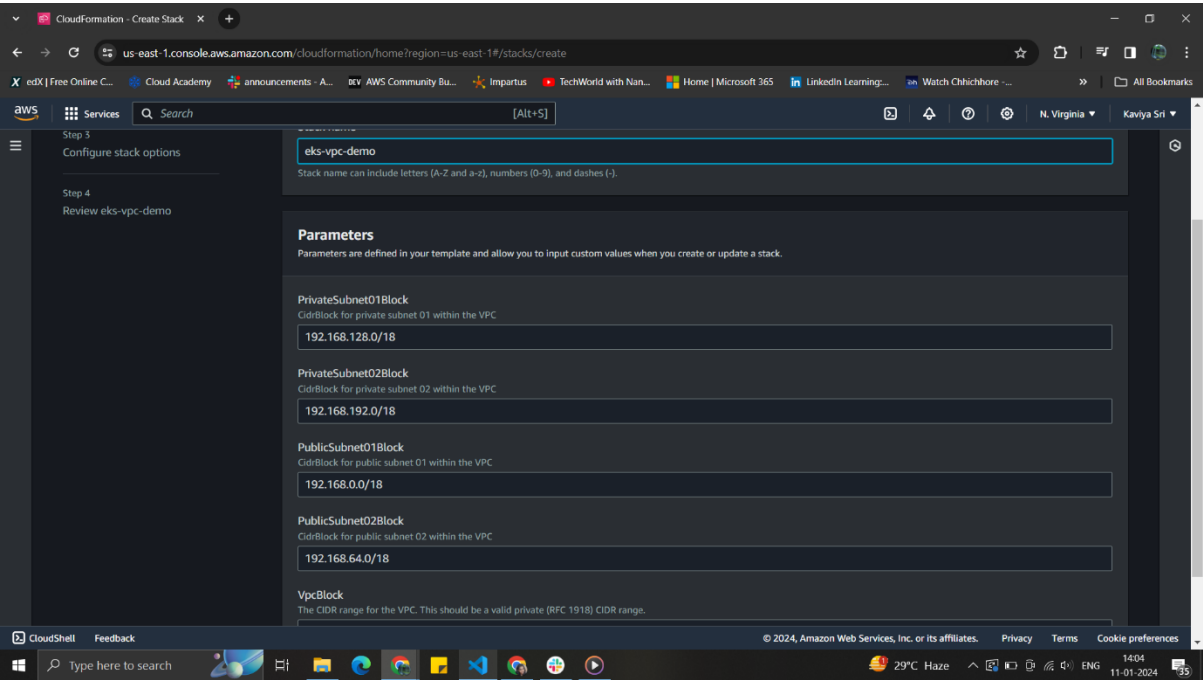 CloudFormation - Create Stack
us-east-1.console.aws.amazon.com/cloudformation/home?region=us-east-1#/stacks/create
edX | Free Online C... Cloud Academy announcements - A... DEV AWS Community Bu... Impartus TechWorld with Nan... Home | Microsoft 365 LinkedIn Learning:... Watch Chhichhore -... » All Bookmarks
aws Services Search [Alt+S] N. Virginia Kaviya Sri
Step 3
Configure stack options
Step 4
Review eks-vpc-demo
Stack name
eks-vpc-demo
Stack name can include letters (A-Z and a-z), numbers (0-9), and dashes (-).
Parameters
Parameters are defined in your template and allow you to input custom values when you create or update a stack.
PrivateSubnet01Block
CidrBlock for private subnet 01 within the VPC
192.168.128.0/18
PrivateSubnet02Block
CidrBlock for private subnet 02 within the VPC
192.168.192.0/18
PublicSubnet01Block
CidrBlock for public subnet 01 within the VPC
192.168.0.0/18
PublicSubnet02Block
CidrBlock for public subnet 02 within the VPC
192.168.64.0/18
VpcBlock
The CIDR range for the VPC. This should be a valid private (RFC 1918) CIDR range.
CloudShell Feedback © 2024, Amazon Web Services, Inc. or its affiliates. Privacy Terms Cookie preferences
Type here to search 29°C Haze ENG 14:04
11-01-2024 35